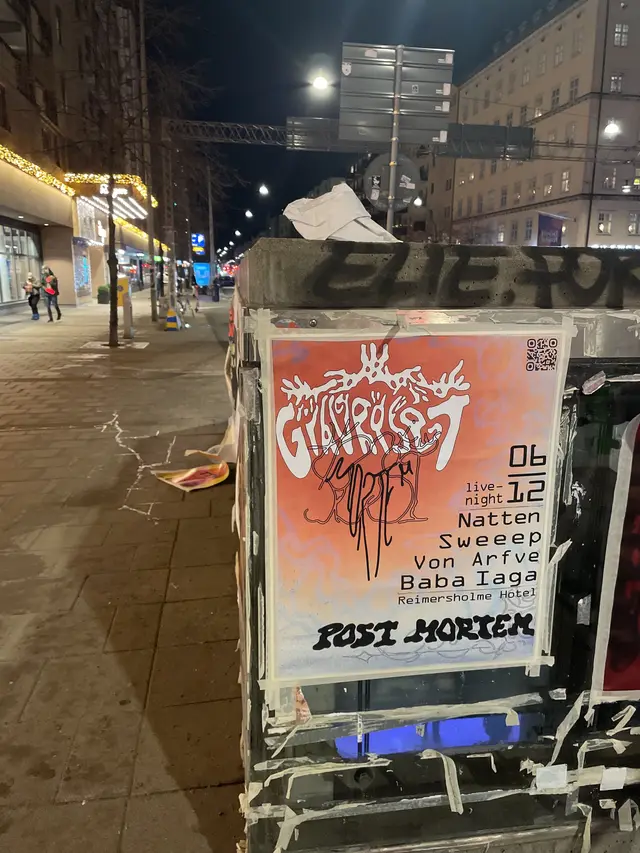 06
12
live-
night
Natten
Sweeep
Von Arfve
Baba Iaga
Reimersholme Hotel
POST MORTEM